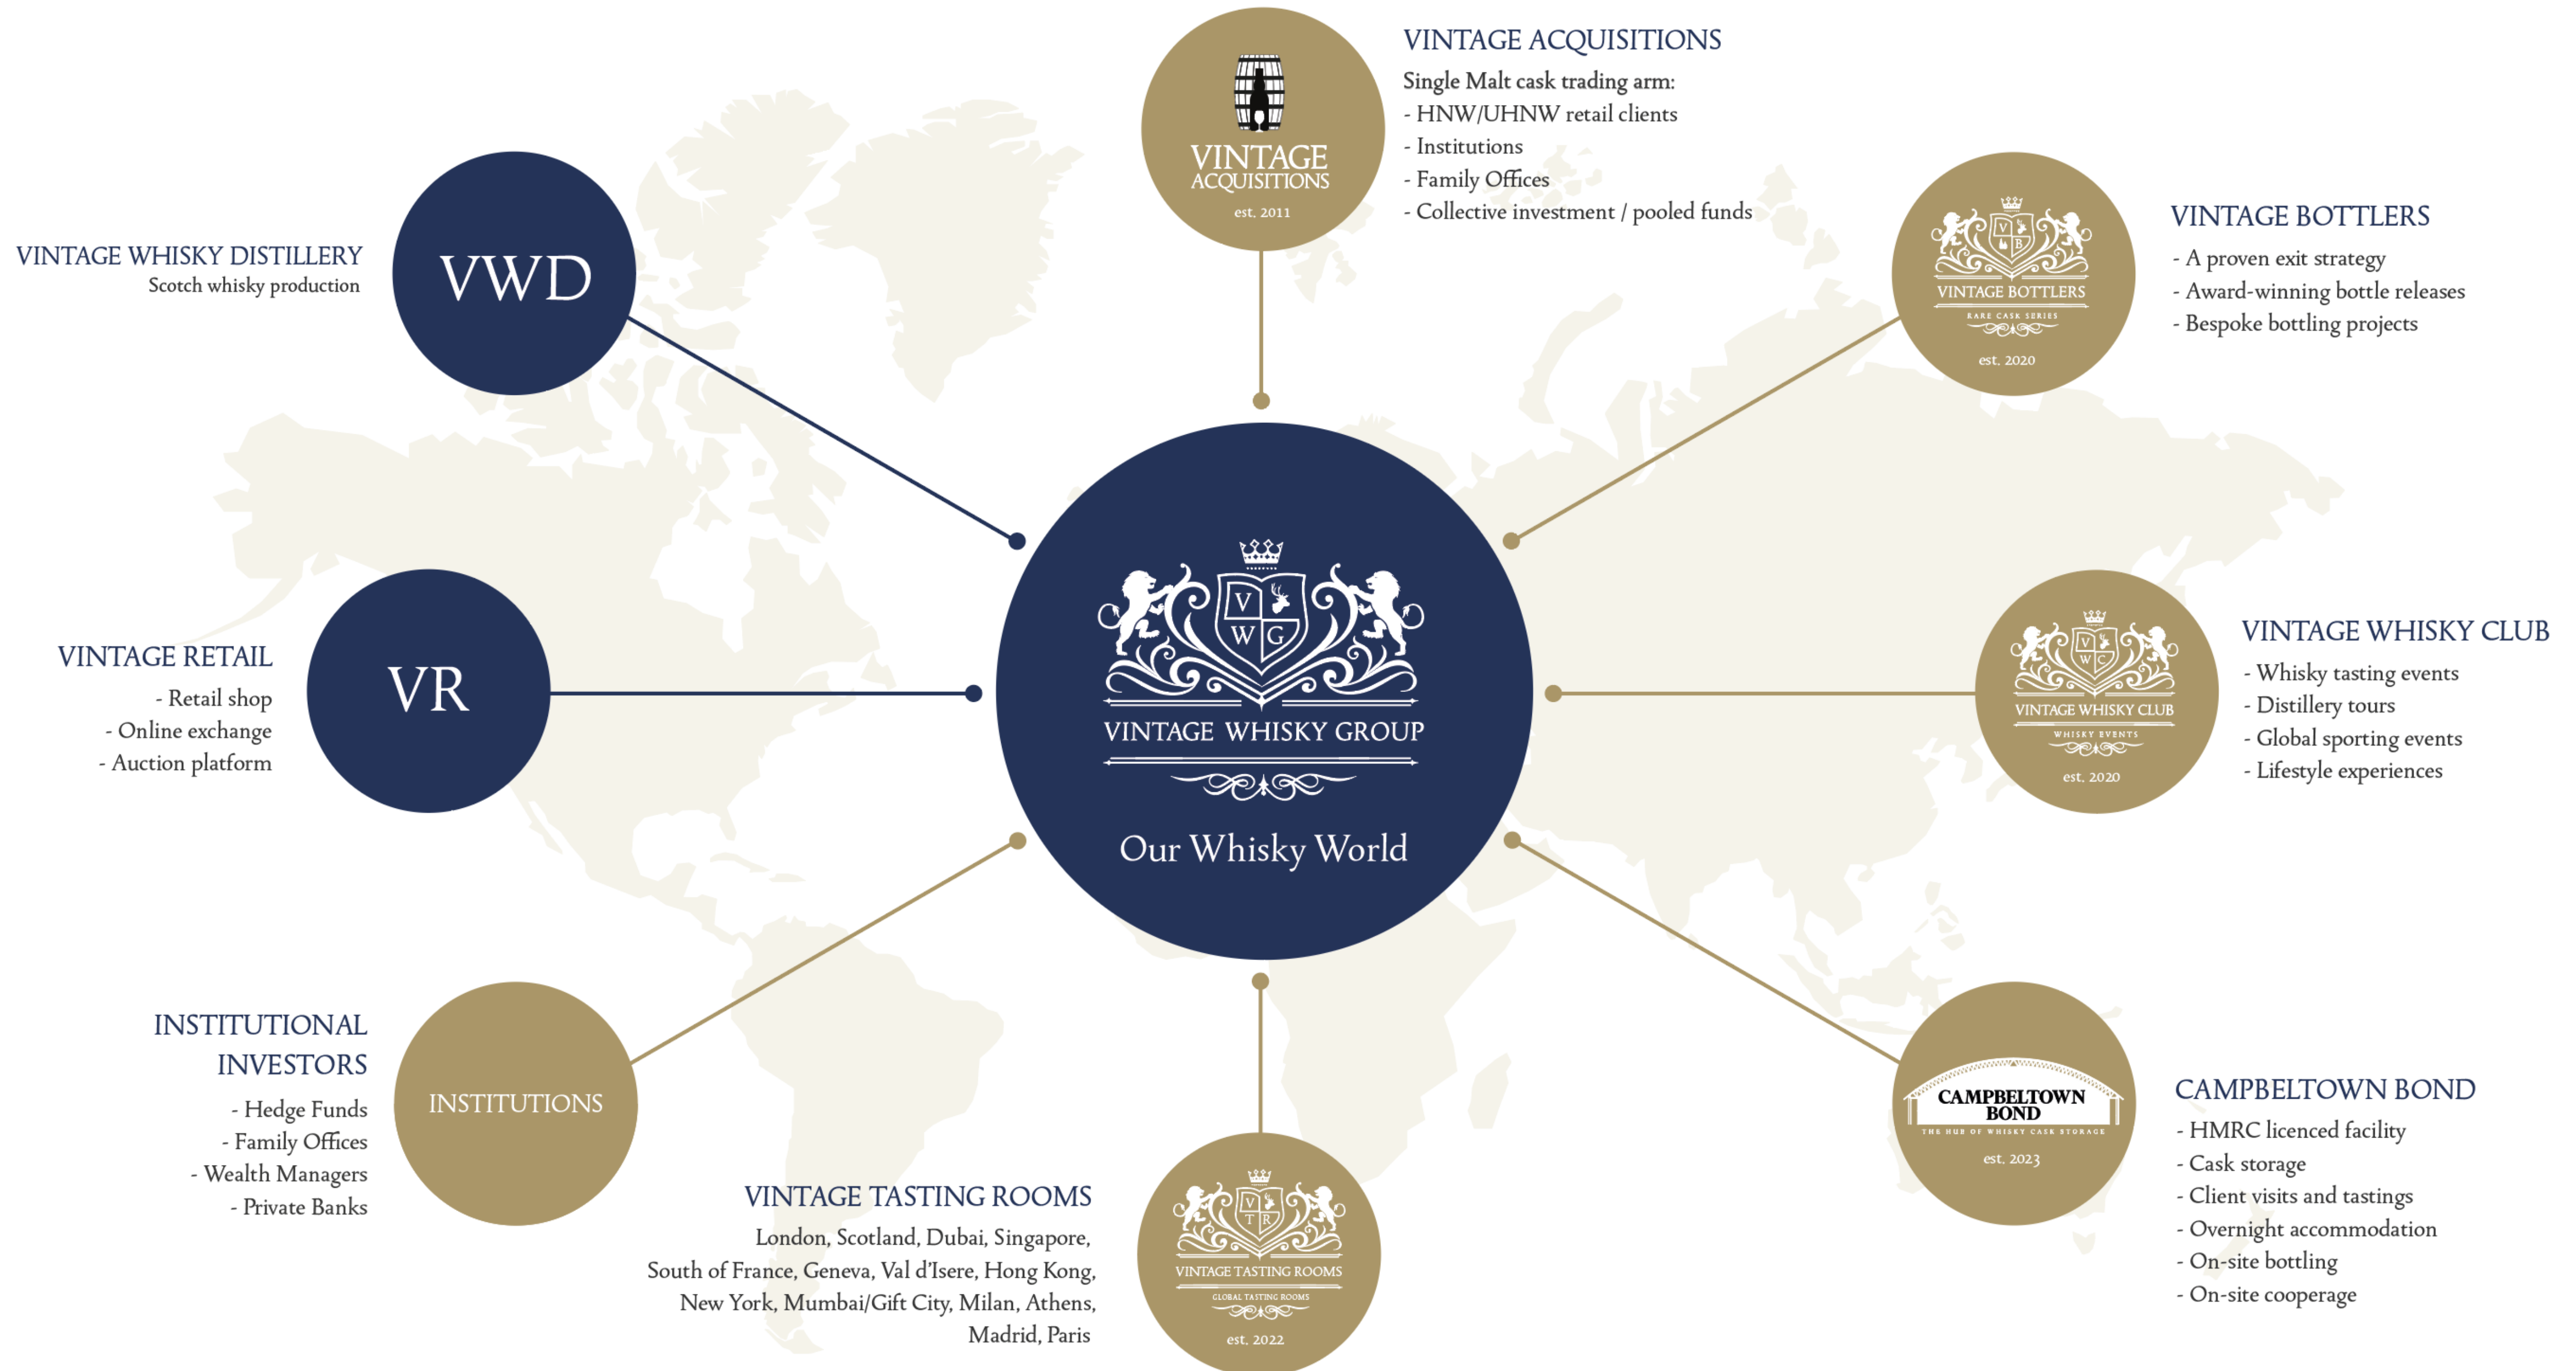 VINTAGE
ACQUISITIONS
est. 2011
VINTAGE ACQUISITIONS
Single Malt cask trading arm:
- HNW/UHNW retail clients
- Institutions
- Family Offices
- Collective investment / pooled funds
VINTAGE WHISKY DISTILLERY
Scotch whisky production
VWD
V B
VINTAGE BOTTLERS
RARE CASK SERIES
est. 2020
VINTAGE BOTTLERS
- A proven exit strategy
- Award-winning bottle releases
- Bespoke bottling projects
VINTAGE RETAIL
- Retail shop
- Online exchange
- Auction platform
VR
V
W G
VINTAGE WHISKY GROUP
Our Whisky World
V
W C
VINTAGE WHISKY CLUB
WHISKY EVENTS
est. 2020
VINTAGE WHISKY CLUB
- Whisky tasting events
- Distillery tours
- Global sporting events
- Lifestyle experiences
INSTITUTIONAL
INVESTORS
- Hedge Funds
- Family Offices
- Wealth Managers
- Private Banks
INSTITUTIONS
VINTAGE TASTING ROOMS
London, Scotland, Dubai, Singapore,
South of France, Geneva, Val d'Isere, Hong Kong,
New York, Mumbai/Gift City, Milan, Athens,
Madrid, Paris
V
T R
VINTAGE TASTING ROOMS
GLOBAL TASTING ROOMS
est. 2022
CAMPBELTOWN
BOND
THE HUB OF WHISKY CASK STORAGE
est. 2023
CAMPBELTOWN BOND
- HMRC licenced facility
- Cask storage
- Client visits and tastings
- Overnight accommodation
- On-site bottling
- On-site cooperage